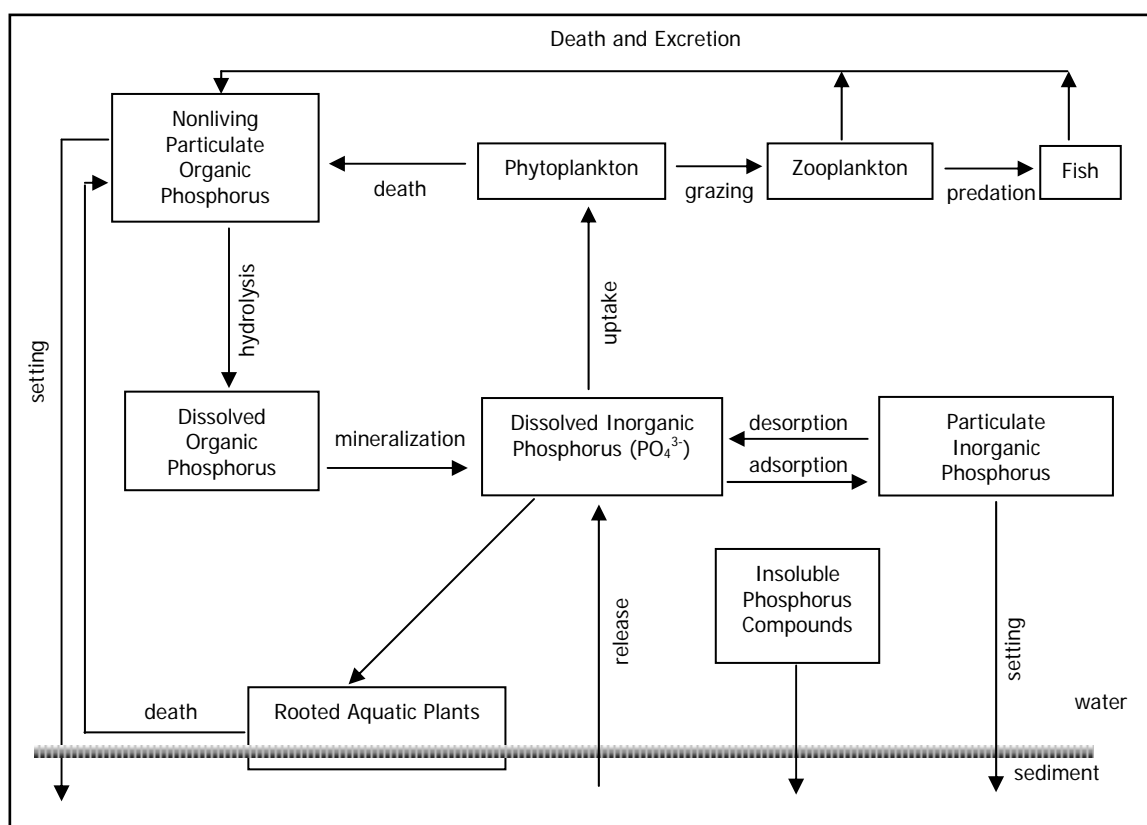 Death and Excretion
Nonliving
Particulate
Organic
Phosphorus
death
Phytoplankton
grazing
Zooplankton
predation
Fish
setting
hydrolysis
uptake
Dissolved
Organic
Phosphorus
mineralization
Dissolved Inorganic
Phosphorus (PO₄³⁻)
desorption
adsorption
Particulate
Inorganic
Phosphorus
Insoluble
Phosphorus
Compounds
release
setting
death
Rooted Aquatic Plants
water
sediment